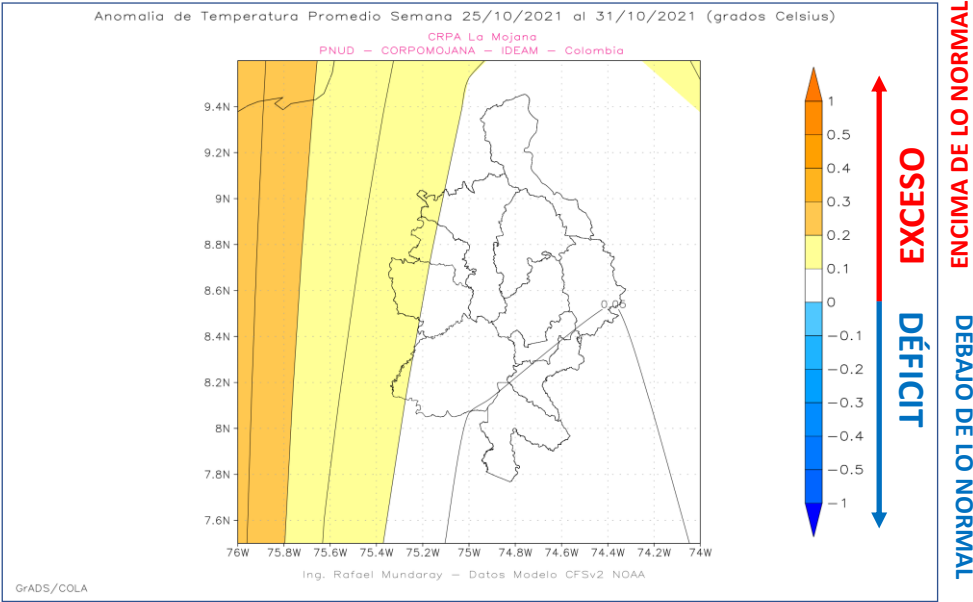 Anomalia de Temperatura Promedio Semana 25/10/2021 al 31/10/2021 (grados Celsius)
CRPA La Mojana
PNUD – CORPOMOJANA – IDEAM – Colombia
9.4N
9.2N
9N
8.8N
8.6N
8.4N
8.2N
8N
7.8N
7.6N
76W 75.8W 75.6W 75.4W 75.2W 75W 74.8W 74.6W 74.4W 74.2W 74W
0.05
Ing. Rafael Mundaray – Datos Modelo CFSv2 NOAA
GrADS/COLA
1
0.5
0.4
0.3
0.2
0.1
0
−0.1
−0.2
−0.3
−0.4
−0.5
−1
EXCESO
DÉFICIT
ENCIMA DE LO NORMAL
DEBAJO DE LO NORMAL